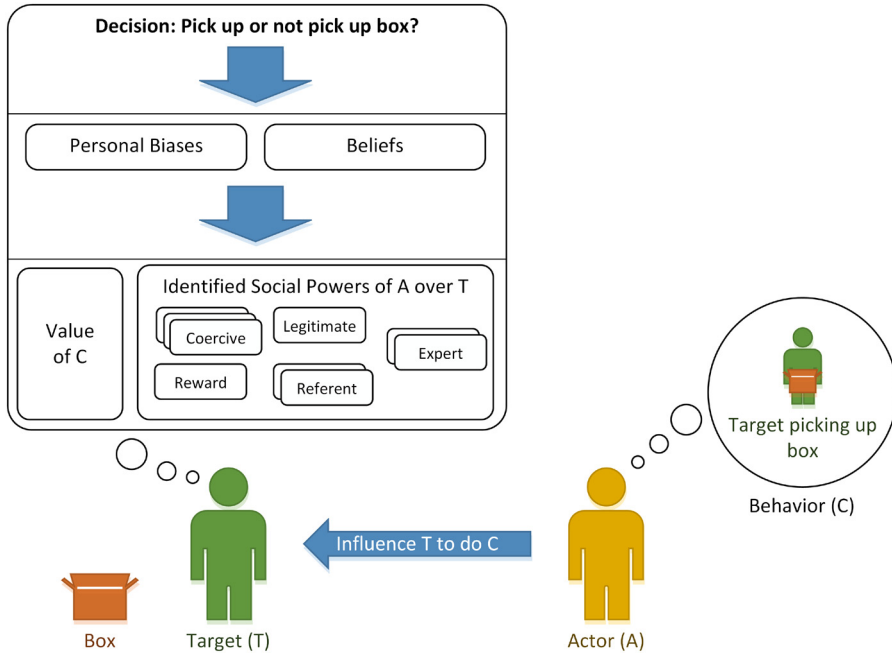 Decision: Pick up or not pick up box?
Personal Biases
Beliefs
Identified Social Powers of A over T
Value
of C
Coercive
Legitimate
Expert
Reward
Referent
Target picking up
box
Behavior (C)
Influence T to do C
Box
Target (T)
Actor (A)